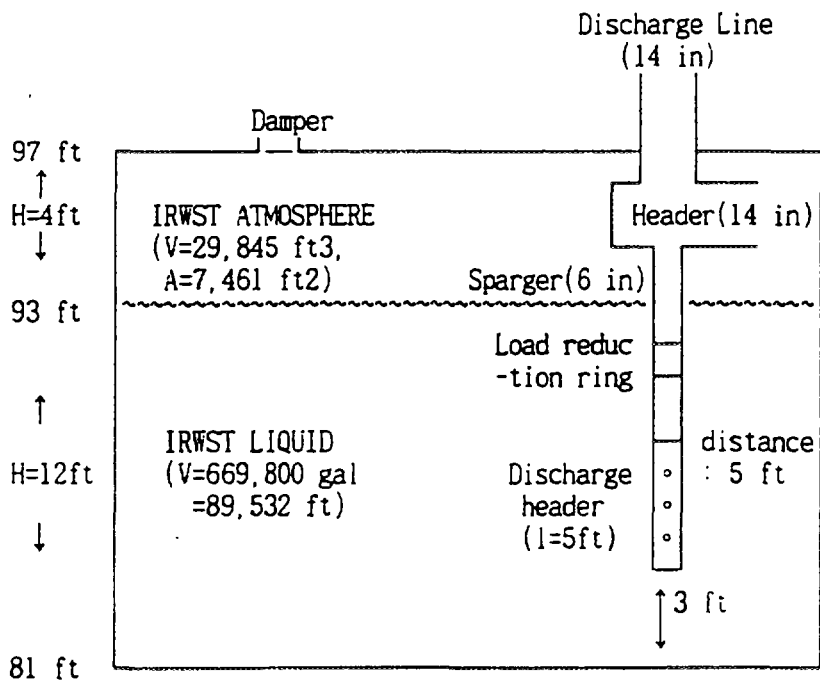 Discharge Line
(14 in)
Damper
97 ft
H=4ft
IRWST ATMOSPHERE
(V=29,845 ft3,
A=7,461 ft2)
Header(14 in)
Sparger(6 in)
93 ft
Load reduc
-tion ring
IRWST LIQUID
(V=669,800 gal
=89,532 ft)
distance
: 5 ft
H=12ft
Discharge
header
(l=5ft)
3 ft
81 ft